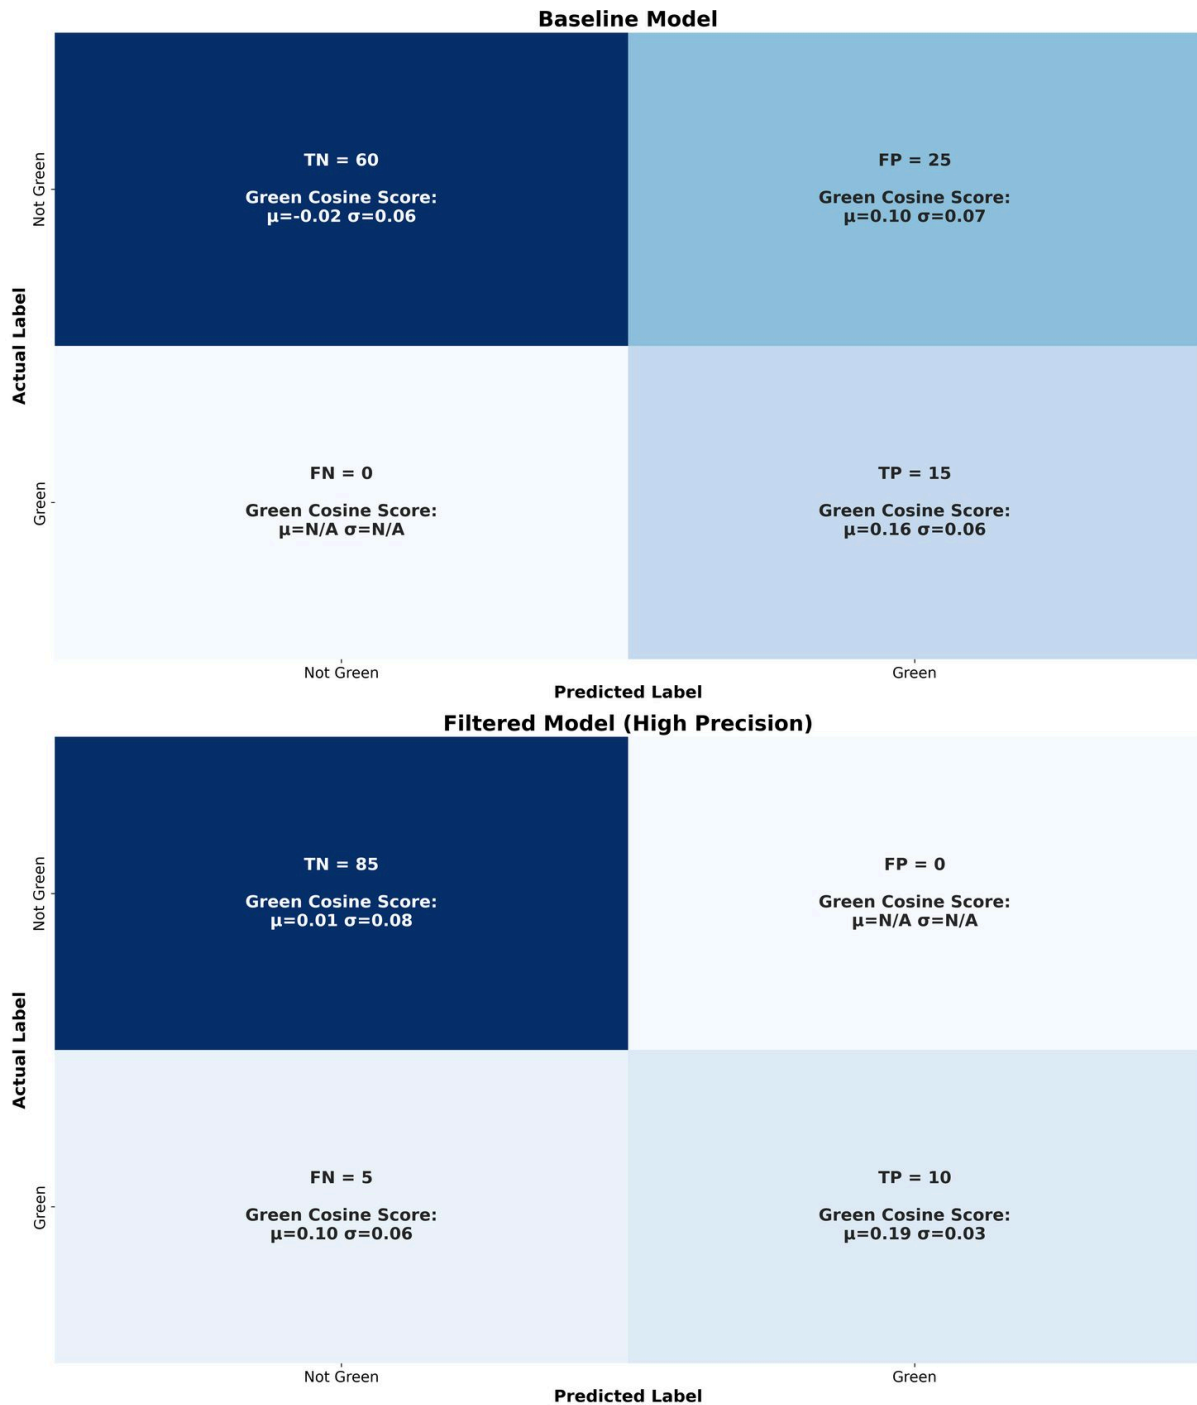 Baseline Model
TN = 60
Green Cosine Score:
μ=-0.02 σ=0.06
FP = 25
Green Cosine Score:
μ=0.10 σ=0.07
Not Green
Actual Label
FN = 0
Green Cosine Score:
μ=N/A σ=N/A
TP = 15
Green Cosine Score:
μ=0.16 σ=0.06
Green
Not Green
Green
Predicted Label
Filtered Model (High Precision)
TN = 85
Green Cosine Score:
μ=0.01 σ=0.08
FP = 0
Green Cosine Score:
μ=N/A σ=N/A
Not Green
Actual Label
FN = 5
Green Cosine Score:
μ=0.10 σ=0.06
TP = 10
Green Cosine Score:
μ=0.19 σ=0.03
Green
Not Green
Green
Predicted Label